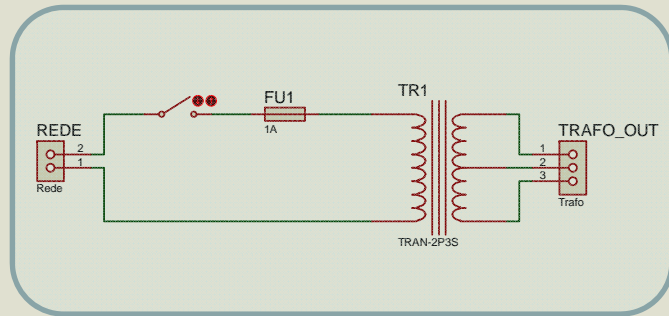 REDE
2
1
Rede
FU1
1A
TR1
TRAN-2P3S
TRAFO_OUT
1
2
3
Trafo